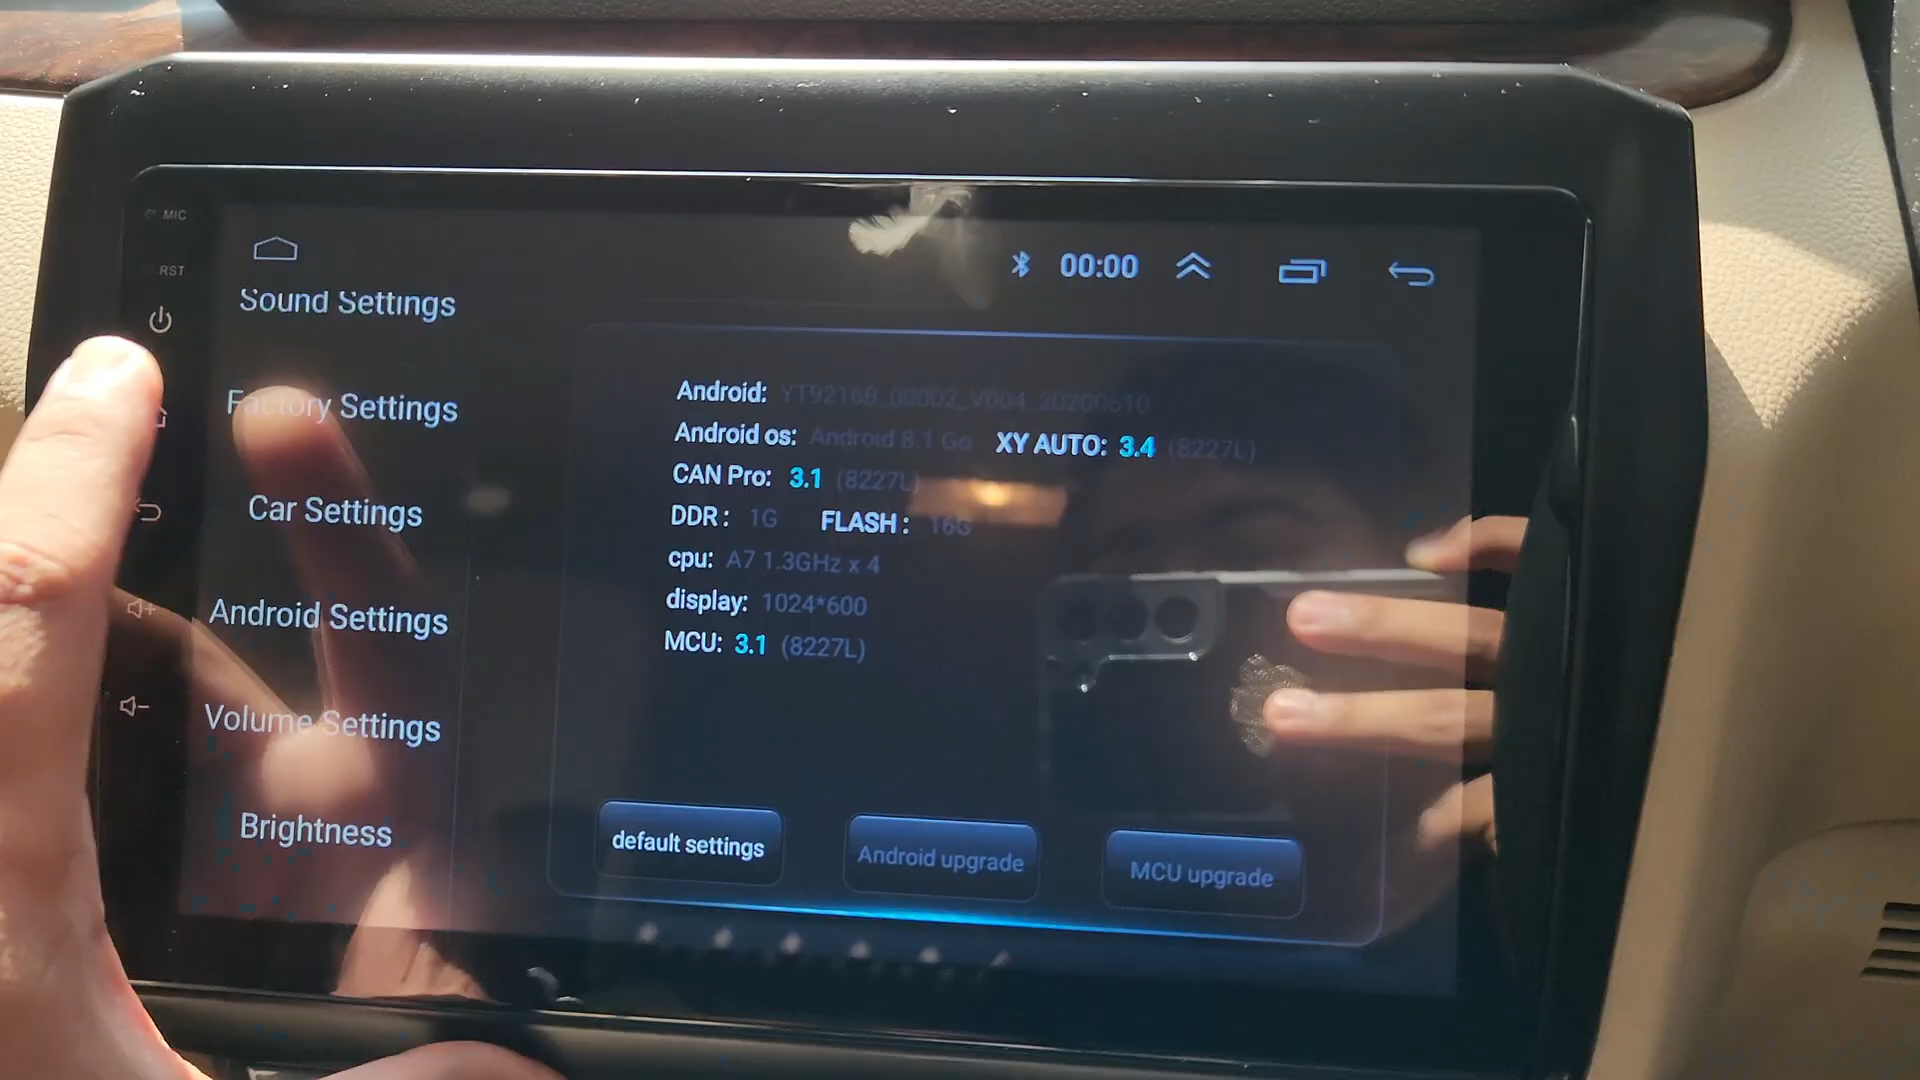 MIC
RST
00:00
Sound Settings
Factory Settings
Car Settings
Android Settings
Volume Settings
Brightness
Android: YT9216B_000D2_V004_20200610
Android os: Android 8.1 Go XY AUTO: 3.4 (8227L)
CAN Pro: 3.1 (8227L)
DDR : 1G FLASH : 16G
cpu: A7 1.3GHz x 4
display: 1024*600
MCU: 3.1 (8227L)
default settings
Android upgrade
MCU upgrade